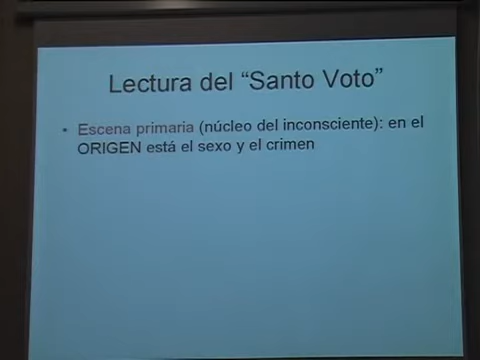 Lectura del “Santo Voto”
• Escena primaria (núcleo del inconsciente): en el
ORIGEN está el sexo y el crimen